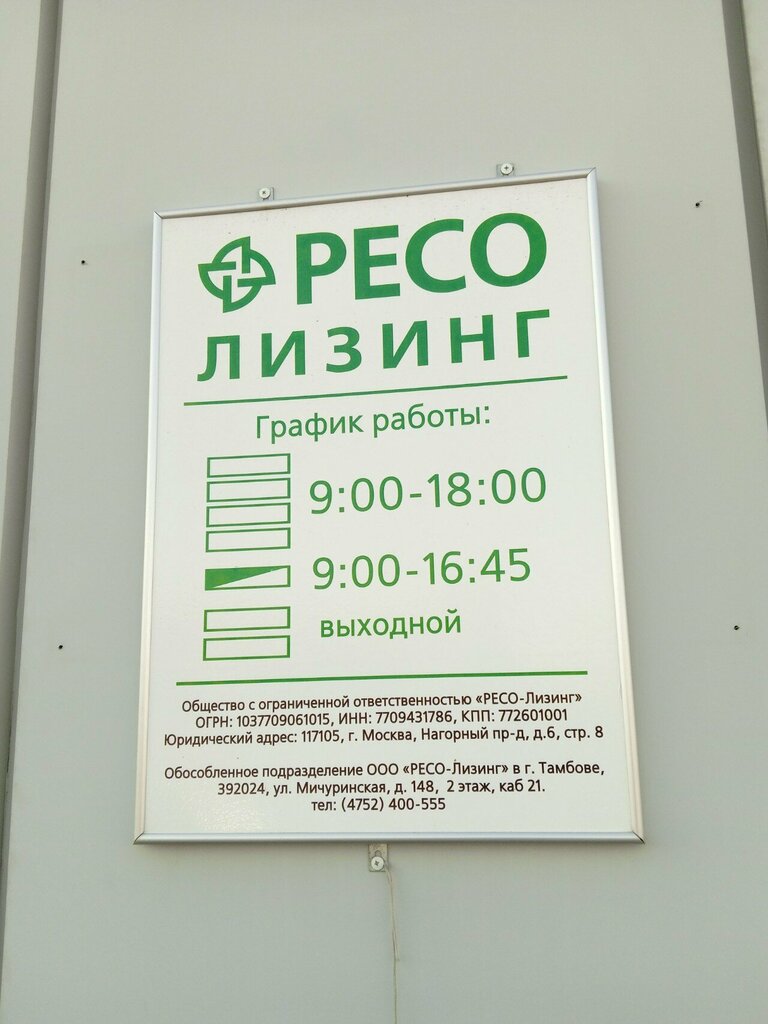 РЕСО
ЛИЗИНГ
График работы:
9:00-18:00
9:00-16:45
выходной
Общество с ограниченной ответственностью «РЕСО-Лизинг»
ОГРН: 1037709061015, ИНН: 7709431786, КПП: 772601001
Юридический адрес: 117105, г. Москва, Нагорный пр-д, д.6, стр. 8
Обособленное подразделение ООО «РЕСО-Лизинг» в г. Тамбове,
392024, ул. Мичуринская, д. 148, 2 этаж, каб 21.
тел: (4752) 400-555